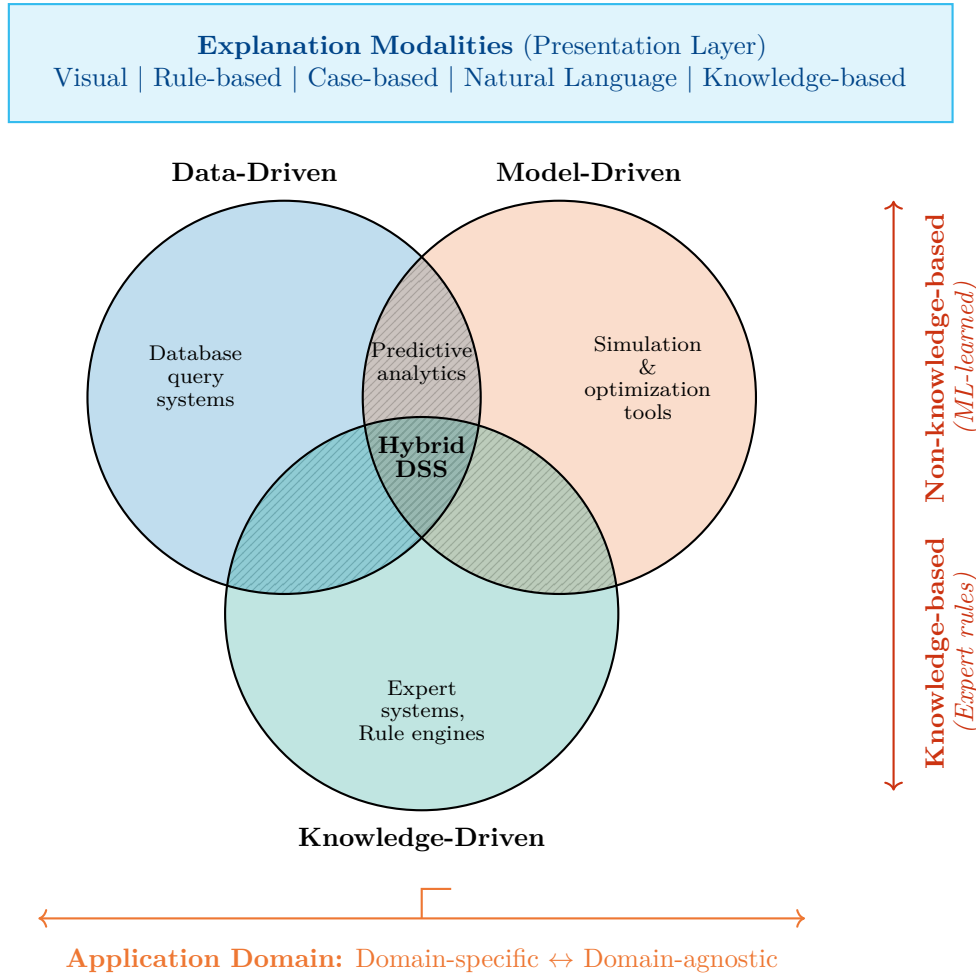 Explanation Modalities (Presentation Layer)
Visual | Rule-based | Case-based | Natural Language | Knowledge-based
Data-Driven
Model-Driven
Database
query
systems
Predictive
analytics
Simulation
&
optimization
tools
Hybrid
DSS
Expert
systems,
Rule engines
Knowledge-Driven
Non-knowledge-based
(ML-learned)
Knowledge-based
(Expert rules)
Application Domain: Domain-specific ↔ Domain-agnostic